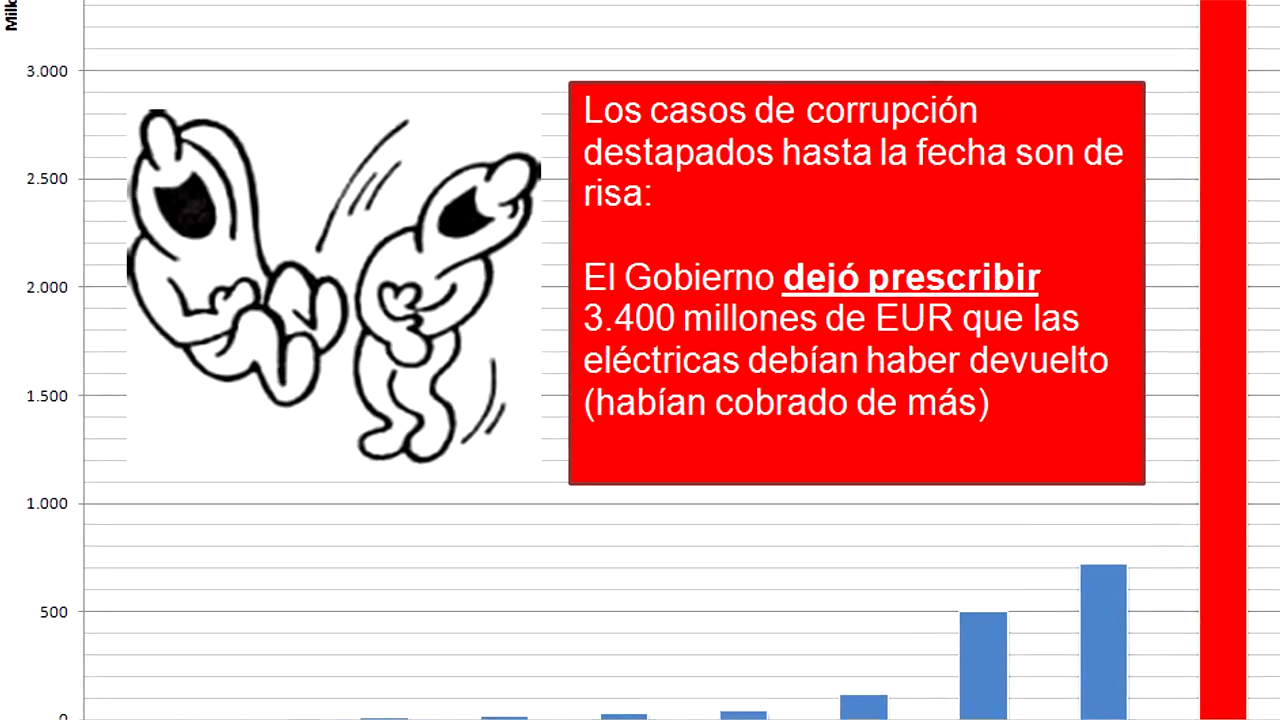 3.000
2.500
2.000
1.500
1.000
500
0
Los casos de corrupción
destapados hasta la fecha son de
risa:
El Gobierno dejó prescribir
3.400 millones de EUR que las
eléctricas debían haber devuelto
(habían cobrado de más)